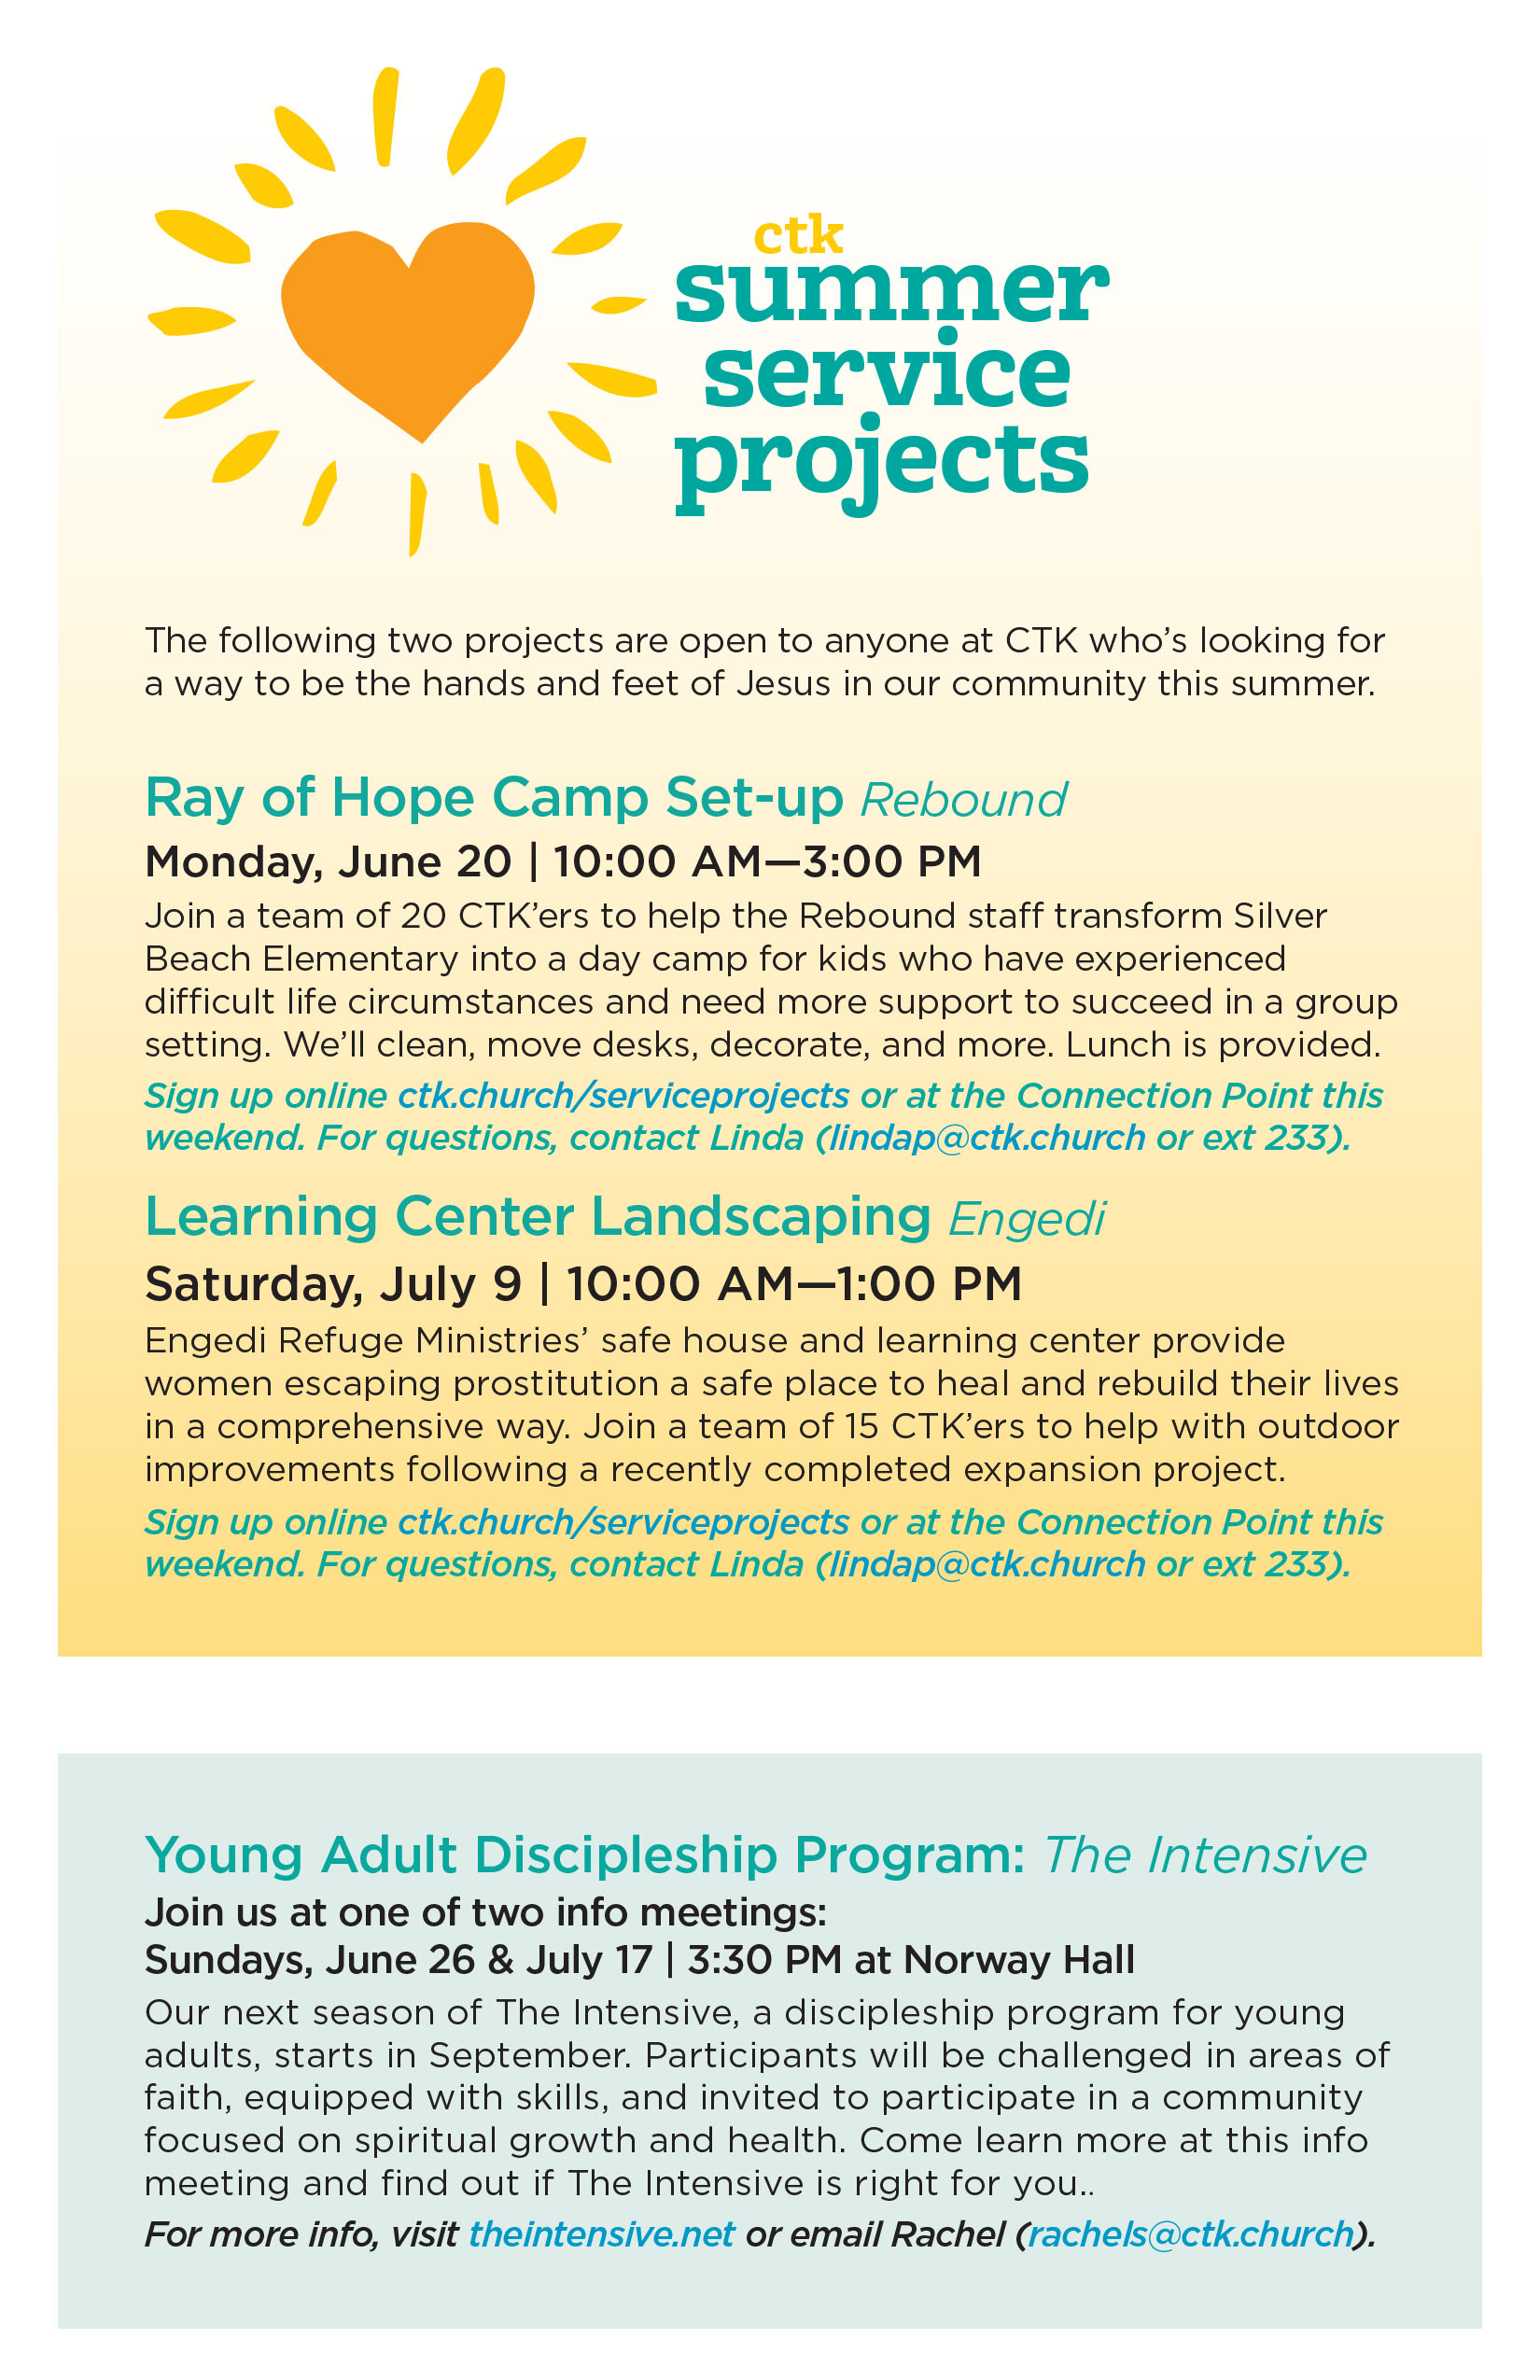 ctk
summer
service
projects
The following two projects are open to anyone at CTK who’s looking for
a way to be the hands and feet of Jesus in our community this summer.
Ray of Hope Camp Set-up Rebound
Monday, June 20 | 10:00 AM—3:00 PM
Join a team of 20 CTK’ers to help the Rebound staff transform Silver
Beach Elementary into a day camp for kids who have experienced
difficult life circumstances and need more support to succeed in a group
setting. We’ll clean, move desks, decorate, and more. Lunch is provided.
Sign up online ctk.church/serviceprojects or at the Connection Point this
weekend. For questions, contact Linda (lindap@ctk.church or ext 233).
Learning Center Landscaping Engedi
Saturday, July 9 | 10:00 AM—1:00 PM
Engedi Refuge Ministries’ safe house and learning center provide
women escaping prostitution a safe place to heal and rebuild their lives
in a comprehensive way. Join a team of 15 CTK’ers to help with outdoor
improvements following a recently completed expansion project.
Sign up online ctk.church/serviceprojects or at the Connection Point this
weekend. For questions, contact Linda (lindap@ctk.church or ext 233).
Young Adult Discipleship Program: The Intensive
Join us at one of two info meetings:
Sundays, June 26 & July 17 | 3:30 PM at Norway Hall
Our next season of The Intensive, a discipleship program for young
adults, starts in September. Participants will be challenged in areas of
faith, equipped with skills, and invited to participate in a community
focused on spiritual growth and health. Come learn more at this info
meeting and find out if The Intensive is right for you..
For more info, visit theintensive.net or email Rachel (rachels@ctk.church).